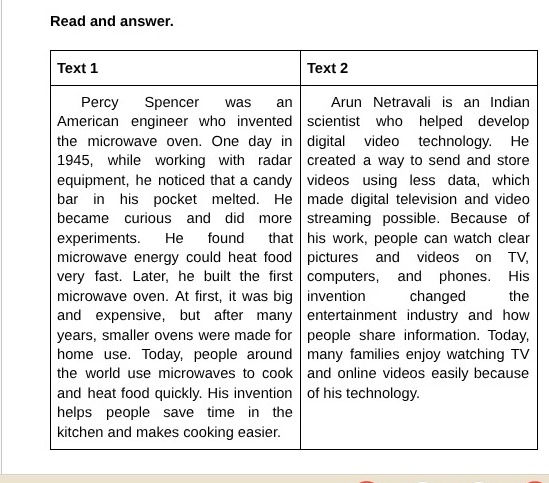 Read and answer.
Text 1
Percy Spencer was an
American engineer who invented
the microwave oven. One day in
1945, while working with radar
equipment, he noticed that a candy
bar in his pocket melted. He
became curious and did more
experiments. He found that
microwave energy could heat food
very fast. Later, he built the first
microwave oven. At first, it was big
and expensive, but after many
years, smaller ovens were made for
home use. Today, people around
the world use microwaves to cook
and heat food quickly. His invention
helps people save time in the
kitchen and makes cooking easier.
Text 2
Arun Netravali is an Indian
scientist who helped develop
digital video technology. He
created a way to send and store
videos using less data, which
made digital television and video
streaming possible. Because of
his work, people can watch clear
pictures and videos on TV,
computers, and phones. His
invention changed the
entertainment industry and how
people share information. Today,
many families enjoy watching TV
and online videos easily because
of his technology.